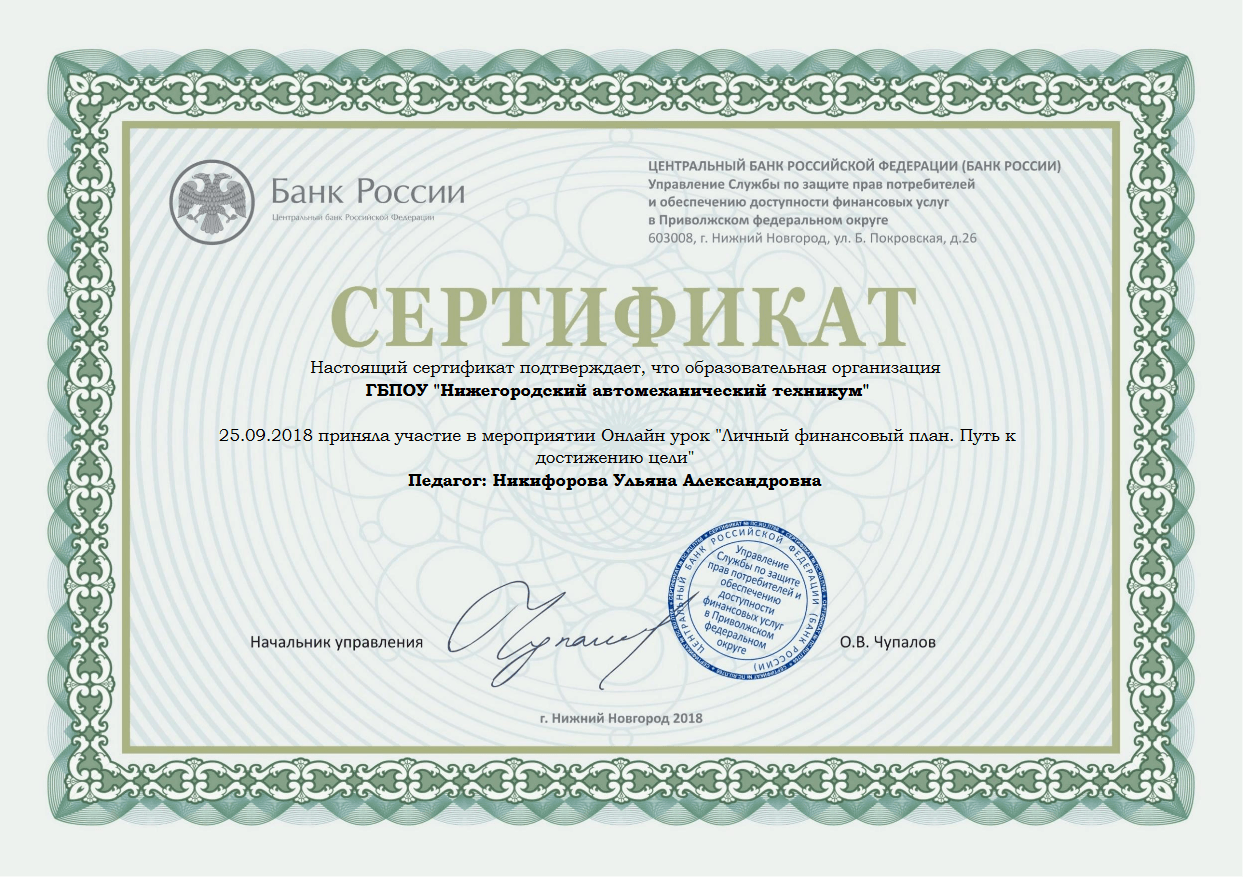 Банк России
Центральный банк Российской Федерации
ЦЕНТРАЛЬНЫЙ БАНК РОССИЙСКОЙ ФЕДЕРАЦИИ (БАНК РОССИИ)
Управление Службы по защите прав потребителей
и обеспечению доступности финансовых услуг
в Приволжском федеральном округе
603008, г. Нижний Новгород, ул. Б. Покровская, д.26
СЕРТИФИКАТ
Настоящий сертификат подтверждает, что образовательная организация
ГБПОУ "Нижегородский автомеханический техникум"
25.09.2018 приняла участие в мероприятии Онлайн урок "Личный финансовый план. Путь к
достижению цели"
Педагог: Никифорова Ульяна Александровна
Начальник управления
ЦЕНТРАЛЬНЫЙ БАНК РОССИЙСКОЙ ФЕДЕРАЦИИ (БАНК РОССИИ)
Управление
Службы по защите
прав потребителей и
обеспечению
доступности
финансовых услуг
в Приволжском
федеральном
округе
О.В. Чупалов
г. Нижний Новгород 2018